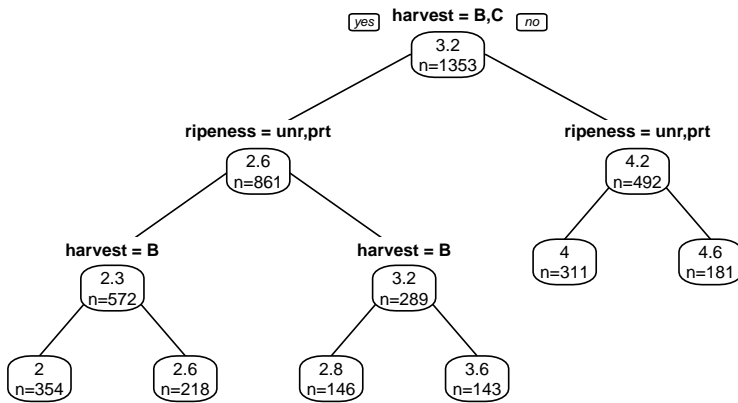 yes harvest = B,C no
3.2
n=1353
ripeness = unr,prt ripeness = unr,prt
2.6 4.2
n=861 n=492
harvest = B harvest = B 4 4.6
2.3 3.2 n=311 n=181
n=572 n=289
2 2.6 2.8 3.6
n=354 n=218 n=146 n=143